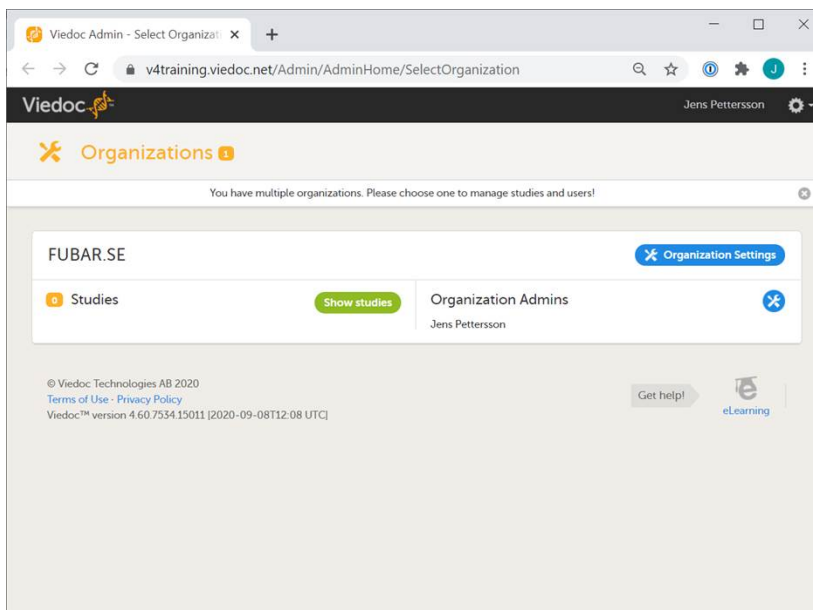 Viedoc Admin - Select Organizati
v4training.viedoc.net/Admin/AdminHome/SelectOrganization
J
Viedoc
Jens Pettersson
Organizations 1
You have multiple organizations. Please choose one to manage studies and users!
FUBAR.SE
Organization Settings
0 Studies
Show studies
Organization Admins
Jens Pettersson
© Viedoc Technologies AB 2020
Terms of Use - Privacy Policy
Viedoc™ version 4.60.7534.15011 [2020-09-08T12:08 UTC]
Get help!
eLearning